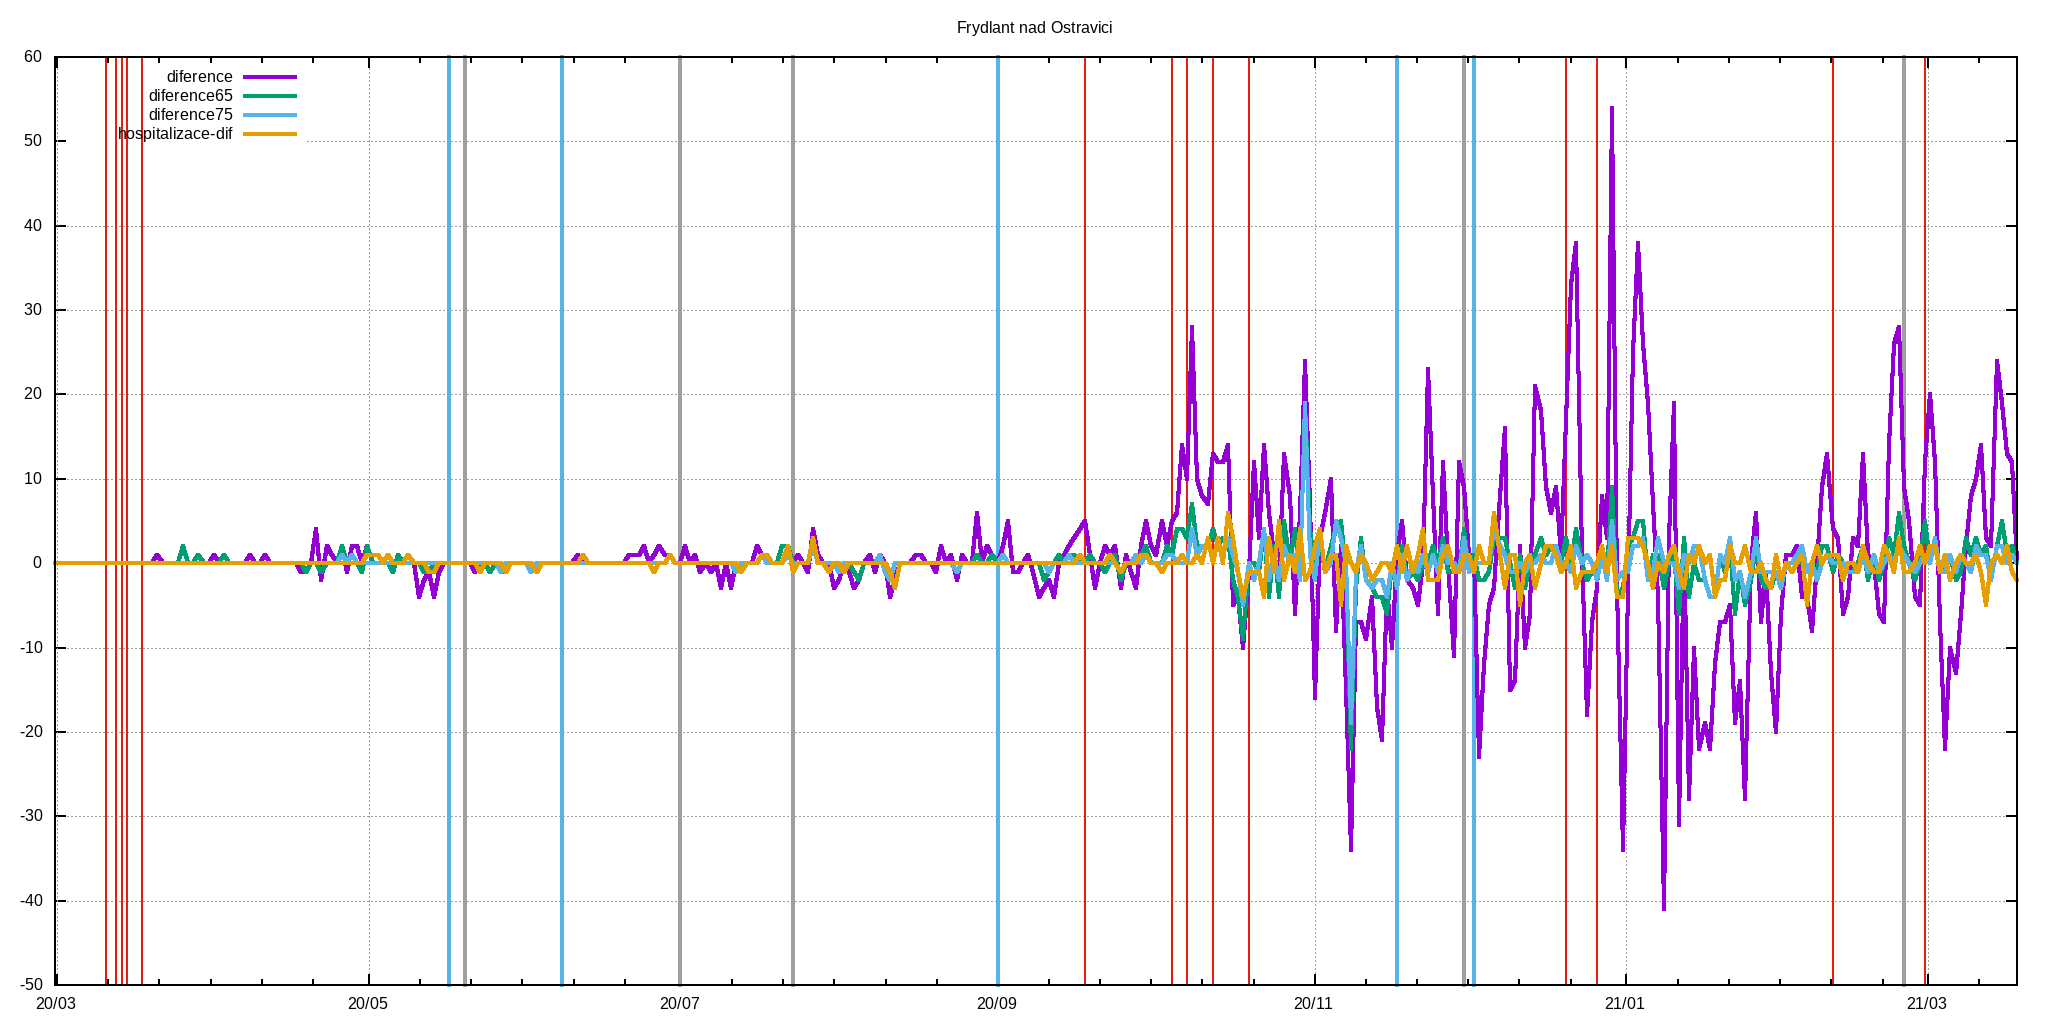 Frydlant nad Ostravici
60
50
40
30
20
10
0
-10
-20
-30
-40
-50
diference
diference65
diference75
hospitalizace-dif
20/03 20/05 20/07 20/09 20/11 21/01 21/03